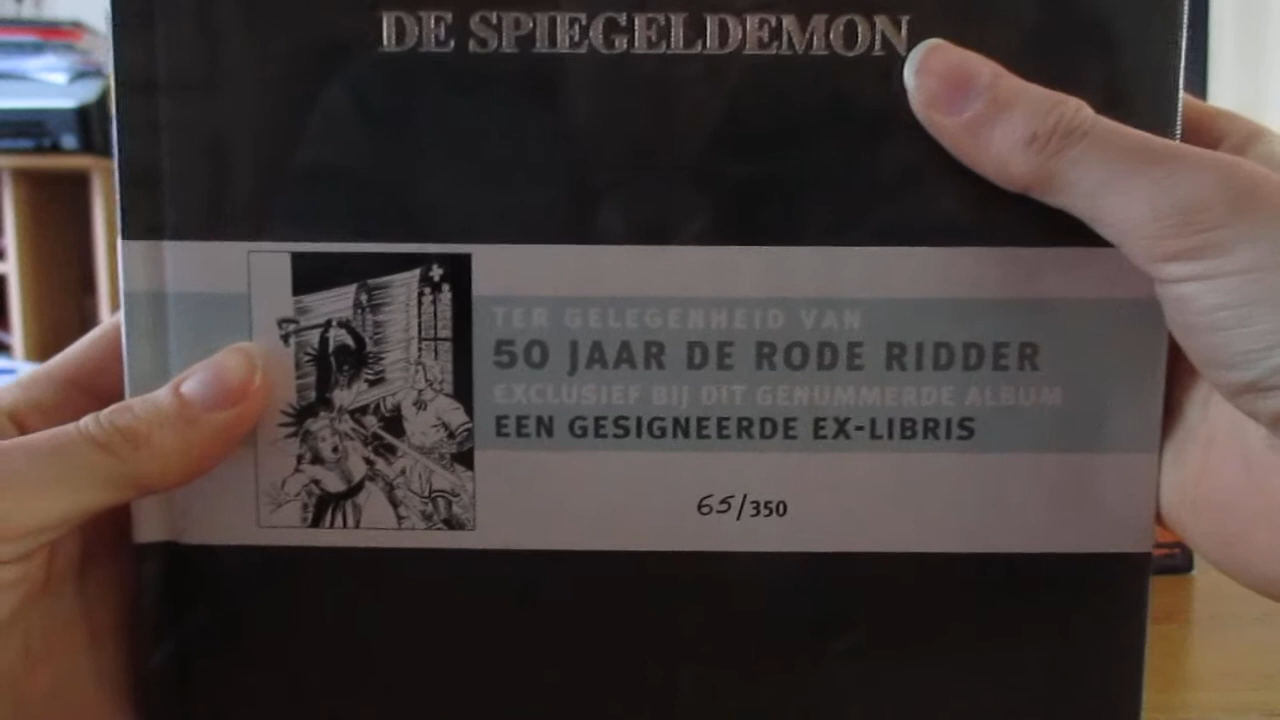 DE SPIEGELDEMON
TER GELEGENHEID VAN
50 JAAR DE RODE RIDDER
EXCLUSIEF BIJ DIT GENUMMERDE ALBUM
EEN GESIGNEERDE EX-LIBRIS
65/350